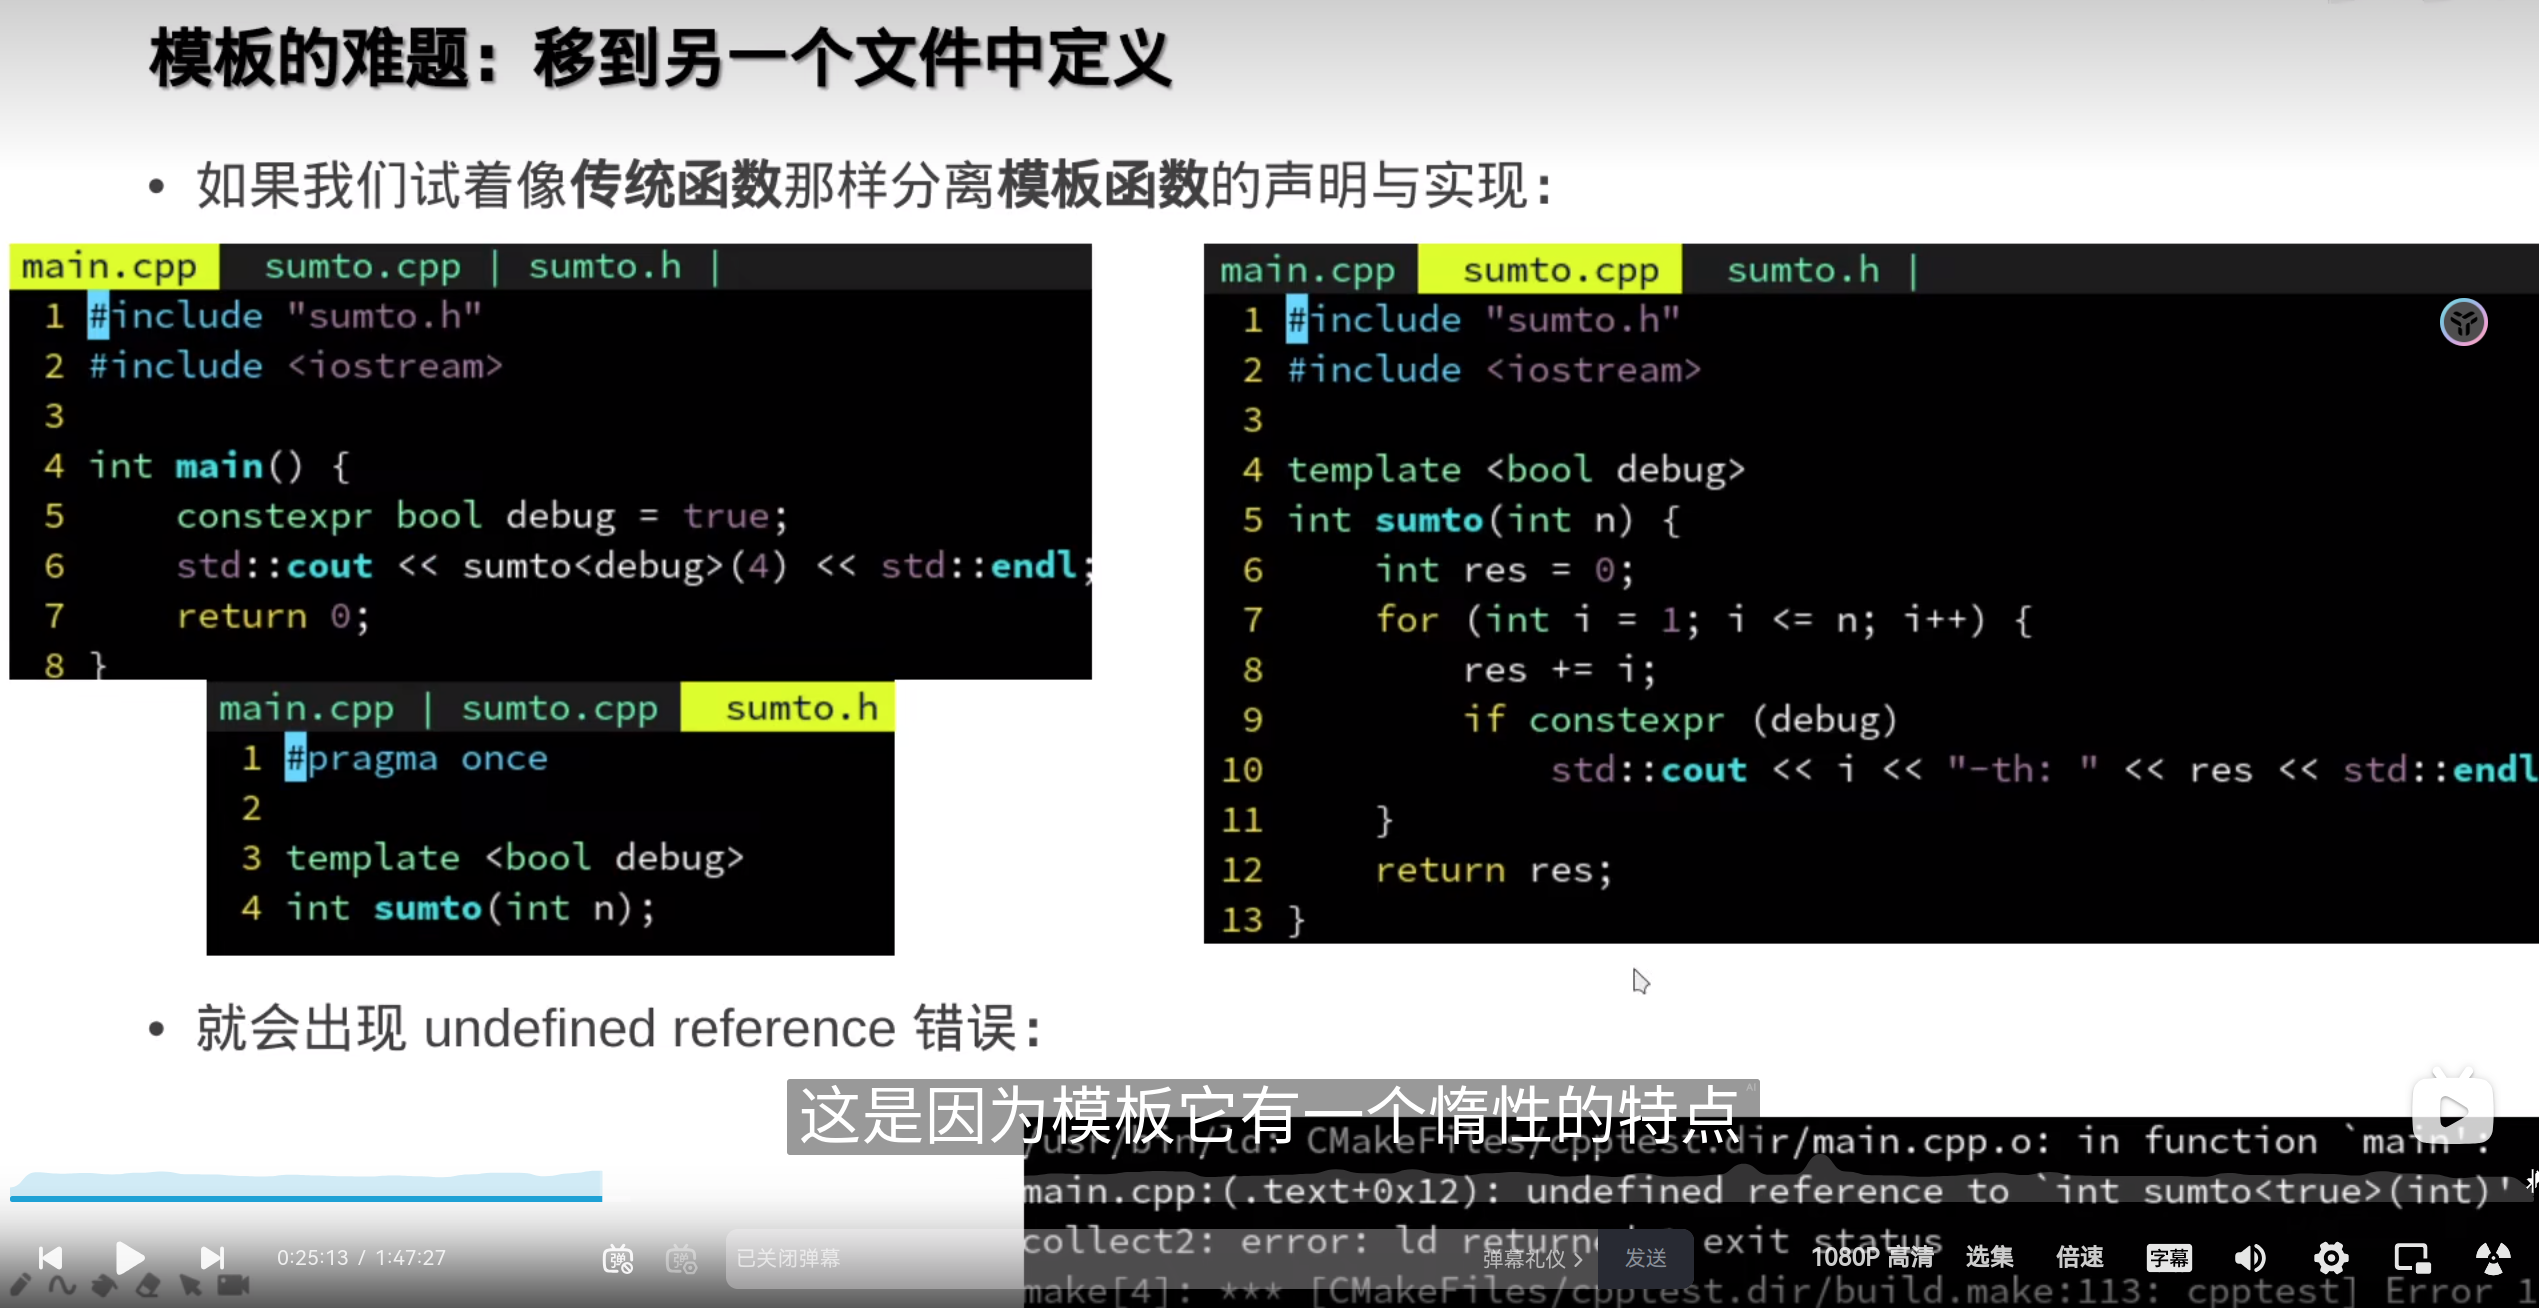 模板的难题：移到另一个文件中定义
• 如果我们试着像传统函数那样分离模板函数的声明与实现：
main.cpp sumto.cpp | sumto.h |
1 #include "sumto.h"
2 #include <iostream>
3
4 int main() {
5     constexpr bool debug = true;
6     std::cout << sumto<debug>(4) << std::endl;
7     return 0;
8 }
main.cpp | sumto.cpp sumto.h
1 #pragma once
2
3 template <bool debug>
4 int sumto(int n);
main.cpp sumto.cpp sumto.h |
1 #include "sumto.h"
2 #include <iostream>
3
4 template <bool debug>
5 int sumto(int n) {
6     int res = 0;
7     for (int i = 1; i <= n; i++) {
8         res += i;
9         if constexpr (debug)
10             std::cout << i << "-th: " << res << std::endl
11     }
12     return res;
13 }
• 就会出现 undefined reference 错误：
这是因为模板它有一个惰性的特点
AI
/usr/bin/ld: CMakeFiles/cpptest.dir/main.cpp.o: in function `main':
main.cpp:(.text+0x12): undefined reference to `int sumto<true>(int)'
collect2: error: ld exit status
make[4]: *** [CMakeFiles/cpptest.dir/build.make:113: cpptest] Error 1
0:25:13 / 1:47:27
弹
弹
已关闭弹幕
弹幕礼仪 >
发送
1080P 高清
选集
倍速
字幕